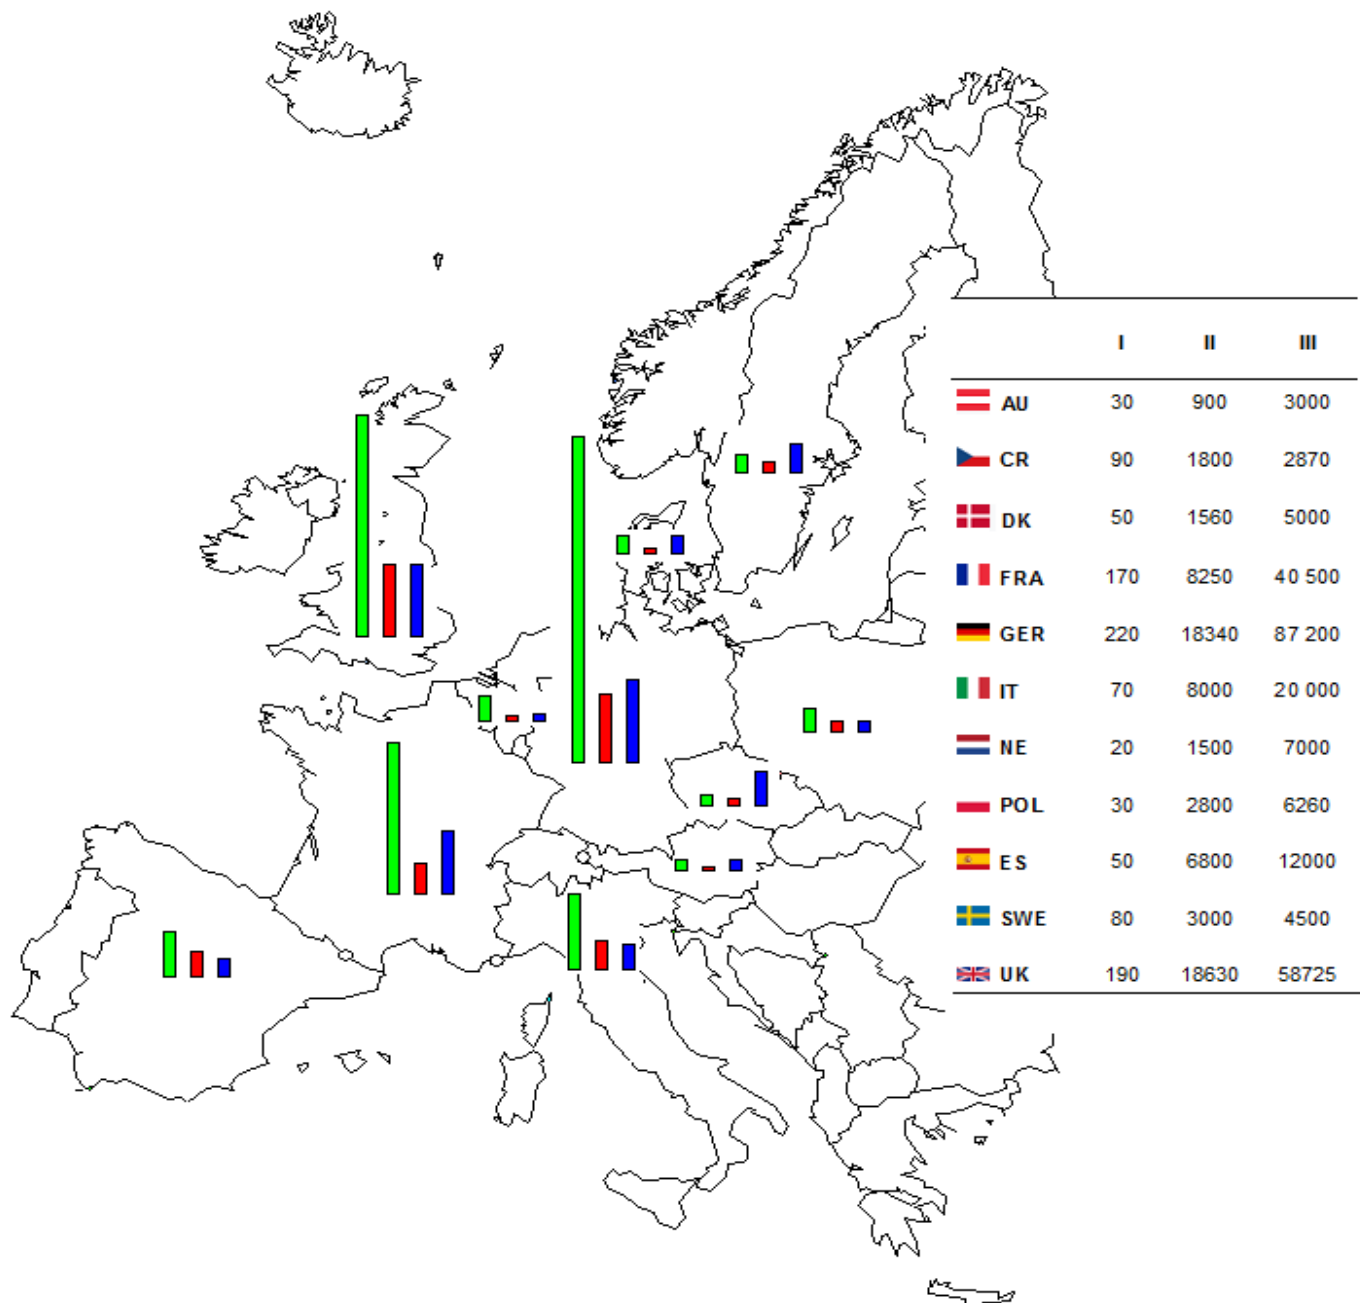 I II III
AU 30 900 3000
CR 90 1800 2870
DK 50 1560 5000
FRA 170 8250 40 500
GER 220 18340 87 200
IT 70 8000 20 000
NE 20 1500 7000
POL 30 2800 6260
ES 50 6800 12000
SWE 80 3000 4500
UK 190 18630 58725